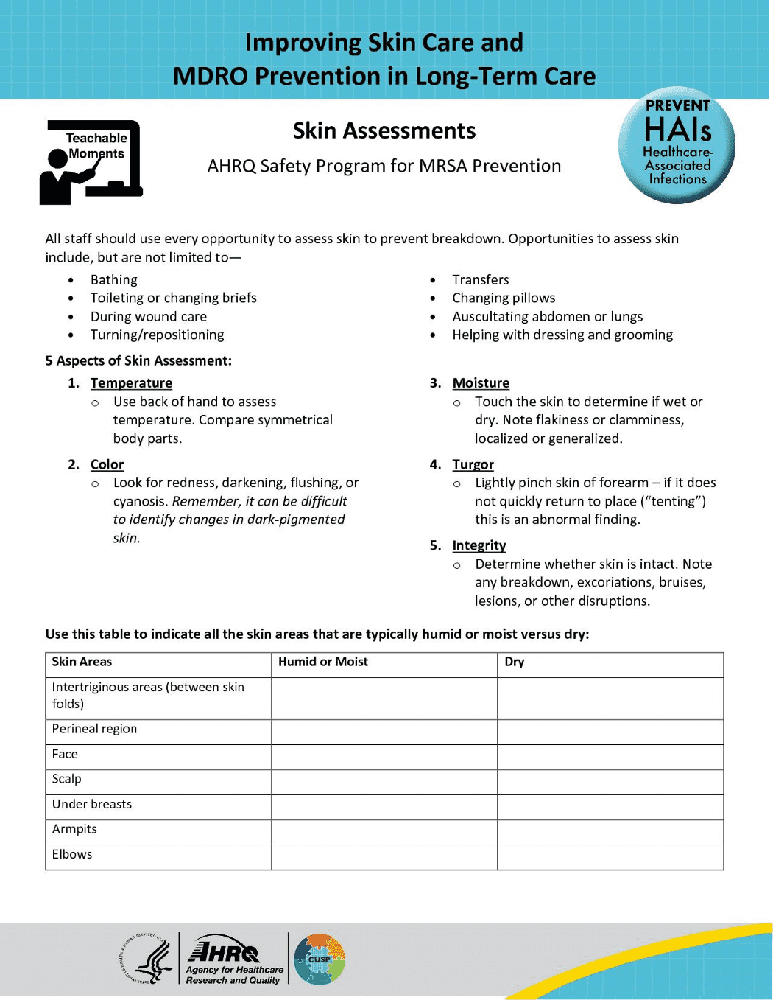 Improving Skin Care and
MDRO Prevention in Long-Term Care
Teachable
Moments
Skin Assessments
AHRQ Safety Program for MRSA Prevention
PREVENT
HAIs
Healthcare-
Associated
Infections
All staff should use every opportunity to assess skin to prevent breakdown. Opportunities to assess skin
include, but are not limited to—
• Bathing
• Toileting or changing briefs
• During wound care
• Turning/repositioning
• Transfers
• Changing pillows
• Auscultating abdomen or lungs
• Helping with dressing and grooming
5 Aspects of Skin Assessment:
1. Temperature
o Use back of hand to assess
temperature. Compare symmetrical
body parts.
2. Color
o Look for redness, darkening, flushing, or
cyanosis. Remember, it can be difficult
to identify changes in dark-pigmented
skin.
3. Moisture
o Touch the skin to determine if wet or
dry. Note flakiness or clamminess,
localized or generalized.
4. Turgor
o Lightly pinch skin of forearm – if it does
not quickly return to place (“tenting”)
this is an abnormal finding.
5. Integrity
o Determine whether skin is intact. Note
any breakdown, excoriations, bruises,
lesions, or other disruptions.
Use this table to indicate all the skin areas that are typically humid or moist versus dry:
Skin Areas Humid or Moist Dry
Intertriginous areas (between skin
folds)
Perineal region
Face
Scalp
Under breasts
Armpits
Elbows
AHRQ
Agency for Healthcare
Research and Quality
CUSP